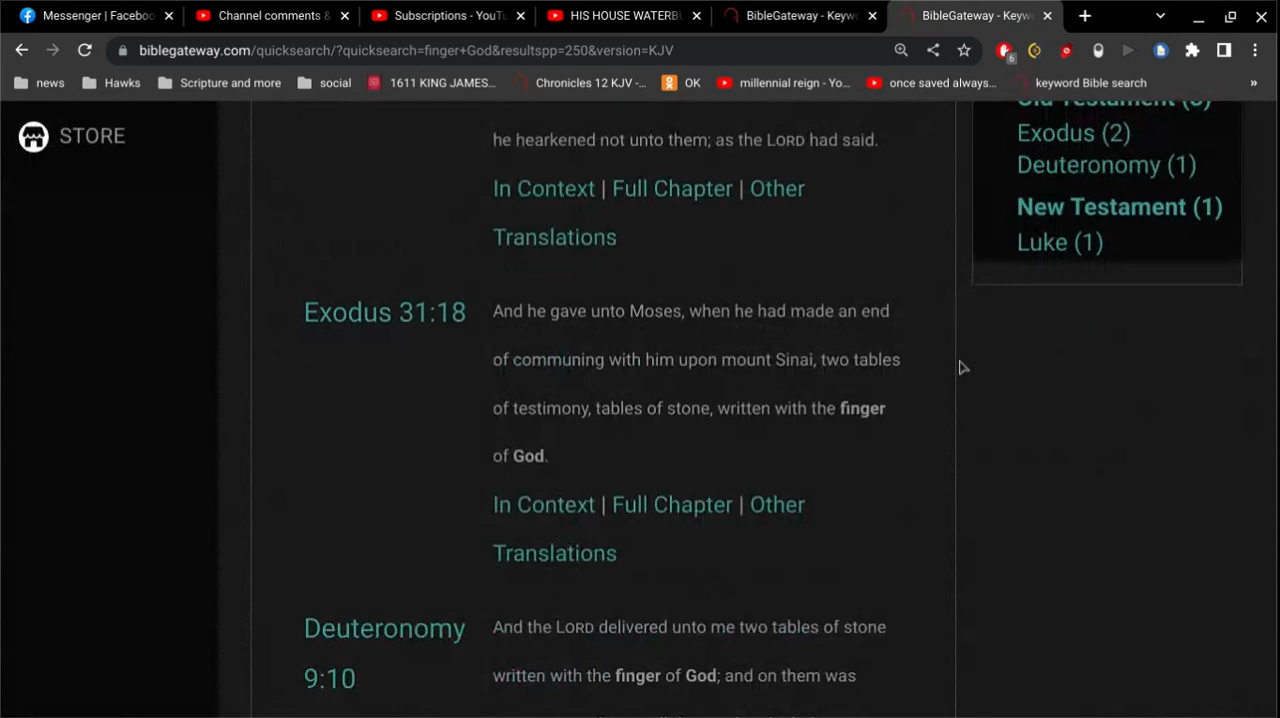 Messenger | Faceboo
Channel comments &
Subscriptions - YouTu
HIS HOUSE WATERBU
BibleGateway - Keywo
BibleGateway - Keyw
biblegateway.com/quicksearch/?quicksearch=finger+God&resultspp=250&version=KJV
6
news
Hawks
Scripture and more
social
1611 KING JAMES...
Chronicles 12 KJV -...
OK
millennial reign - Yo...
once saved always...
keyword Bible search
»
STORE
he hearkened not unto them; as the LORD had said.
In Context | Full Chapter | Other
Translations
Exodus 31:18
And he gave unto Moses, when he had made an end
of communing with him upon mount Sinai, two tables
of testimony, tables of stone, written with the finger
of God.
In Context | Full Chapter | Other
Translations
Deuteronomy
9:10
And the LORD delivered unto me two tables of stone
written with the finger of God; and on them was
Old Testament (3)
Exodus (2)
Deuteronomy (1)
New Testament (1)
Luke (1)